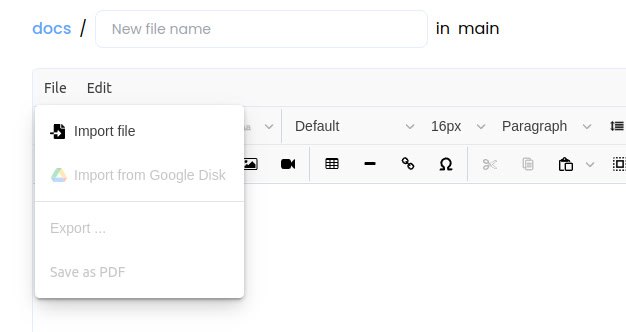 docs / New file name in main
File Edit
Default 16px Paragraph
Import file
Import from Google Disk
Export ...
Save as PDF